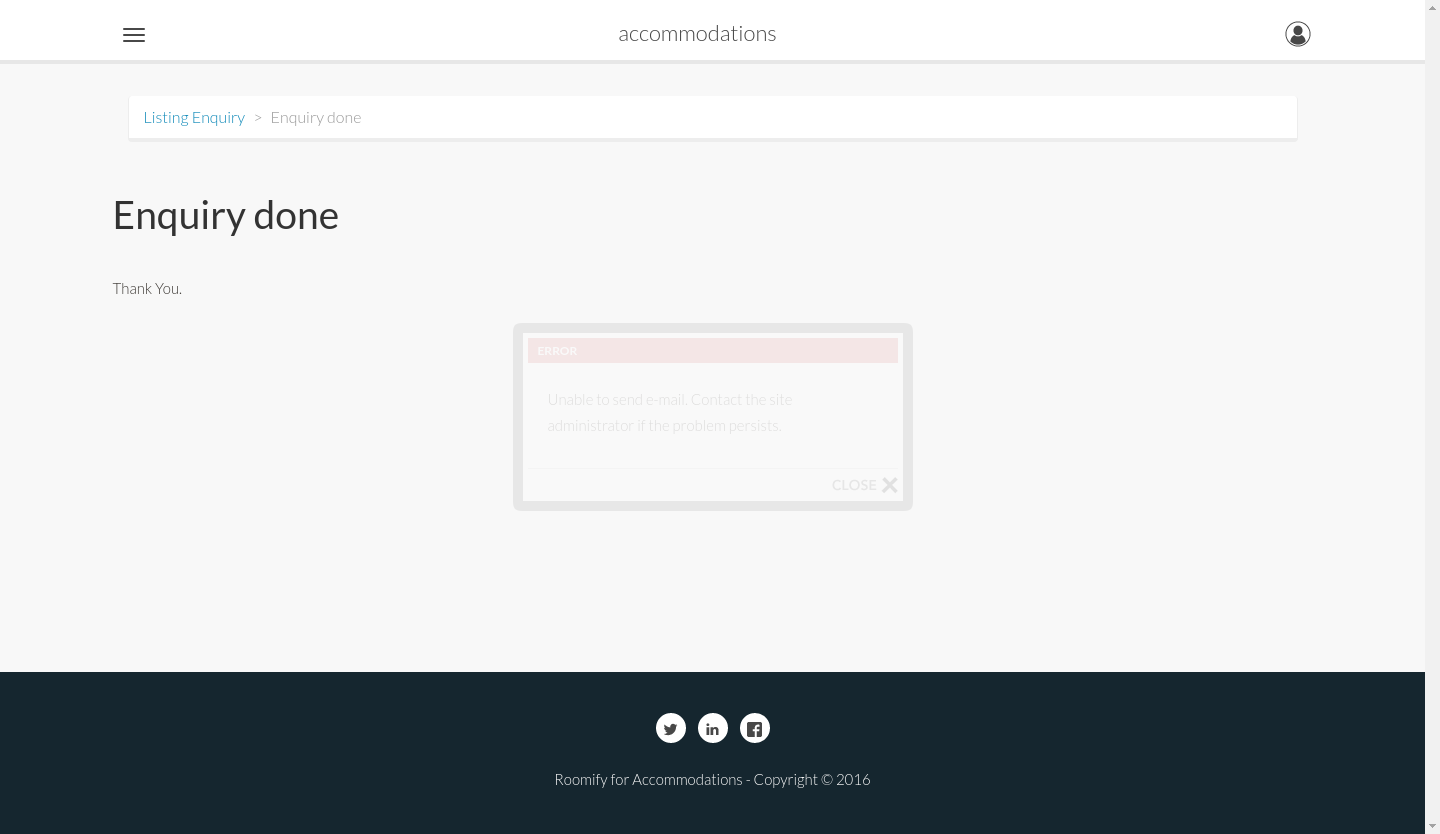 accommodations
Listing Enquiry > Enquiry done
Enquiry done
Thank You.
ERROR
Unable to send e-mail. Contact the site
administrator if the problem persists.
CLOSE
Roomify for Accommodations - Copyright © 2016